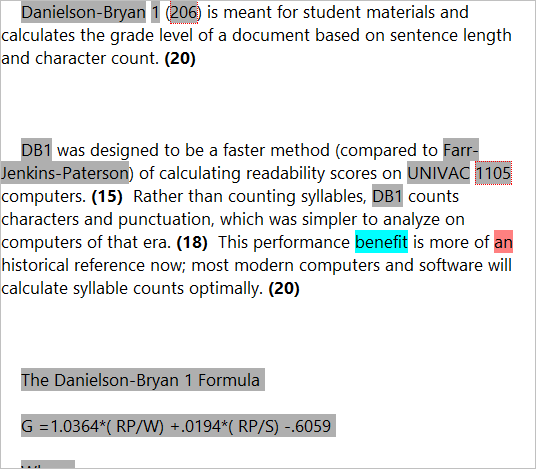 Danielson-Bryan 1 (206) is meant for student materials and
calculates the grade level of a document based on sentence length
and character count. (20)
DB1 was designed to be a faster method (compared to Farr-
Jenkins-Paterson) of calculating readability scores on UNIVAC 1105
computers. (15) Rather than counting syllables, DB1 counts
characters and punctuation, which was simpler to analyze on
computers of that era. (18) This performance benefit is more of an
historical reference now; most modern computers and software will
calculate syllable counts optimally. (20)
The Danielson-Bryan 1 Formula
G =1.0364*( RP/W) +.0194*( RP/S) -.6059